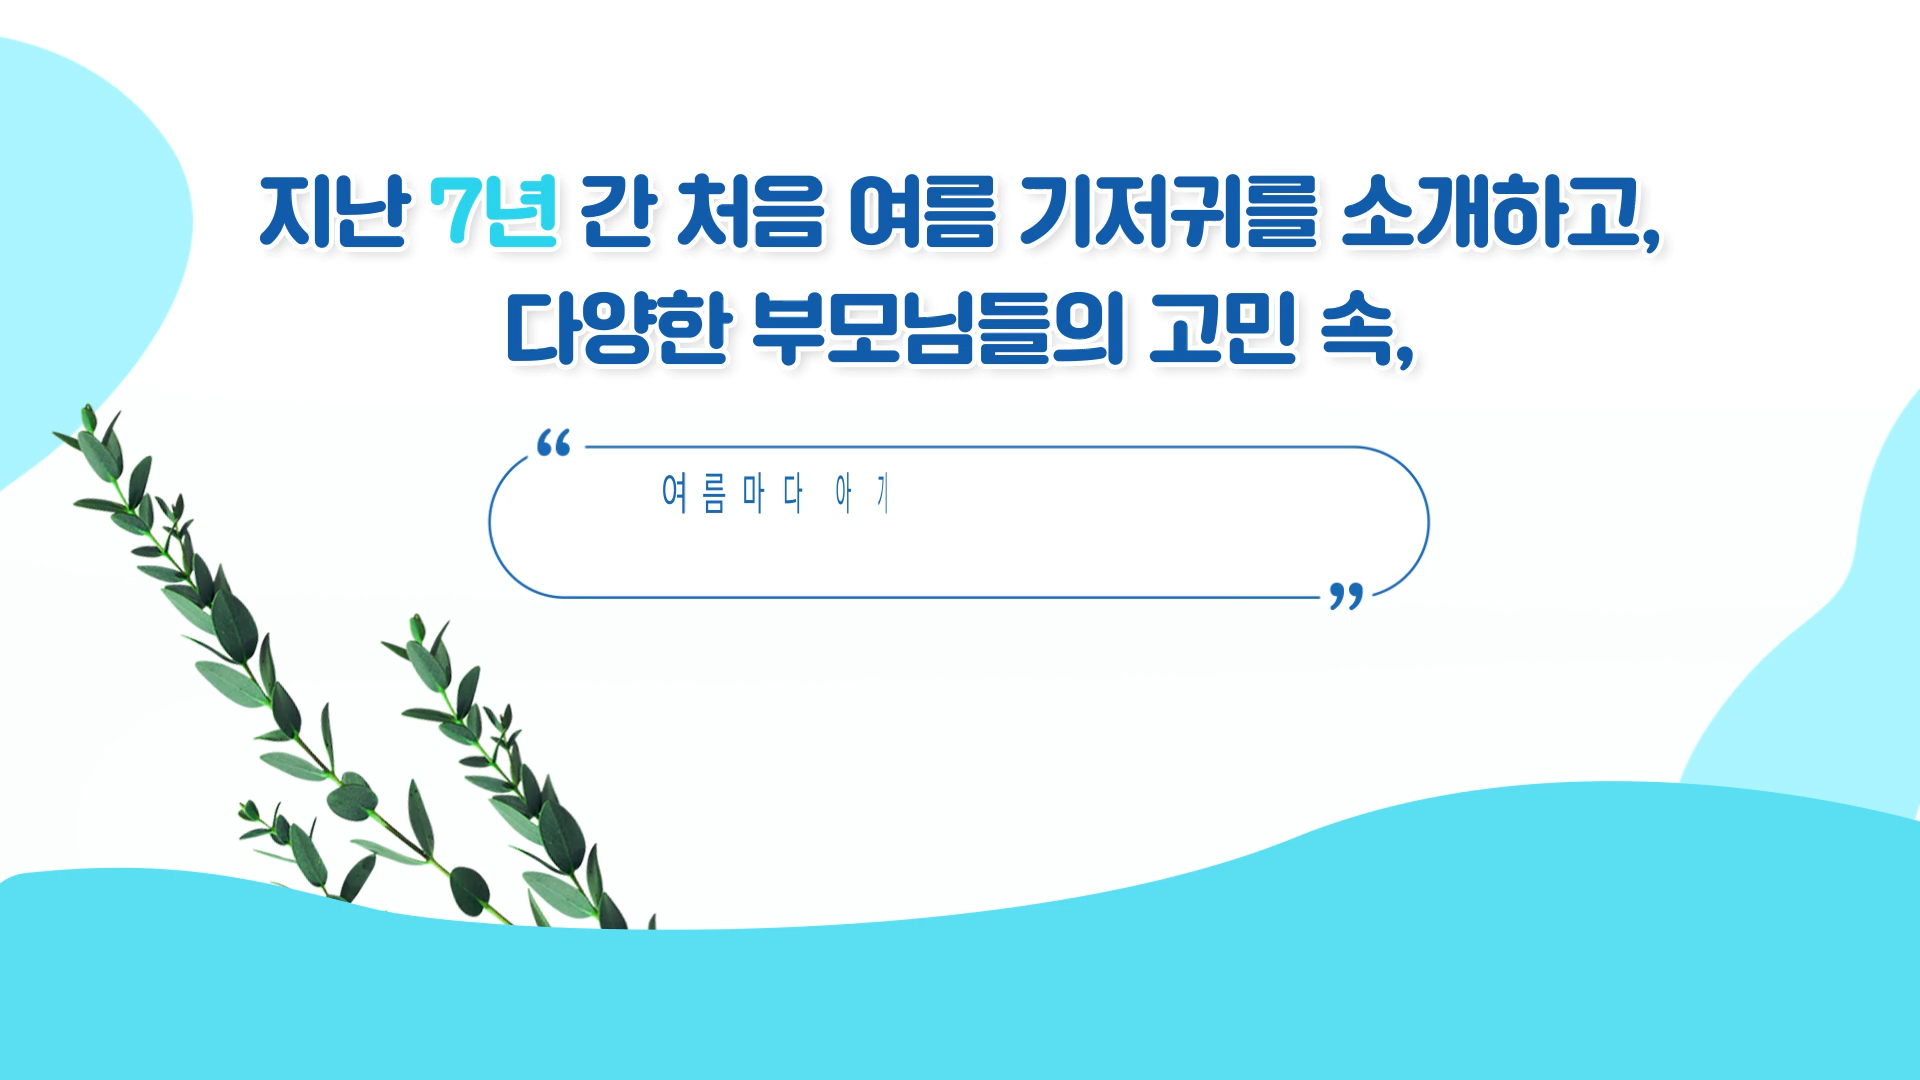 지난 7년 간 처음 여름 기저귀를 소개하고,
다양한 부모님들의 고민 속,
“
여름마다 아기
”